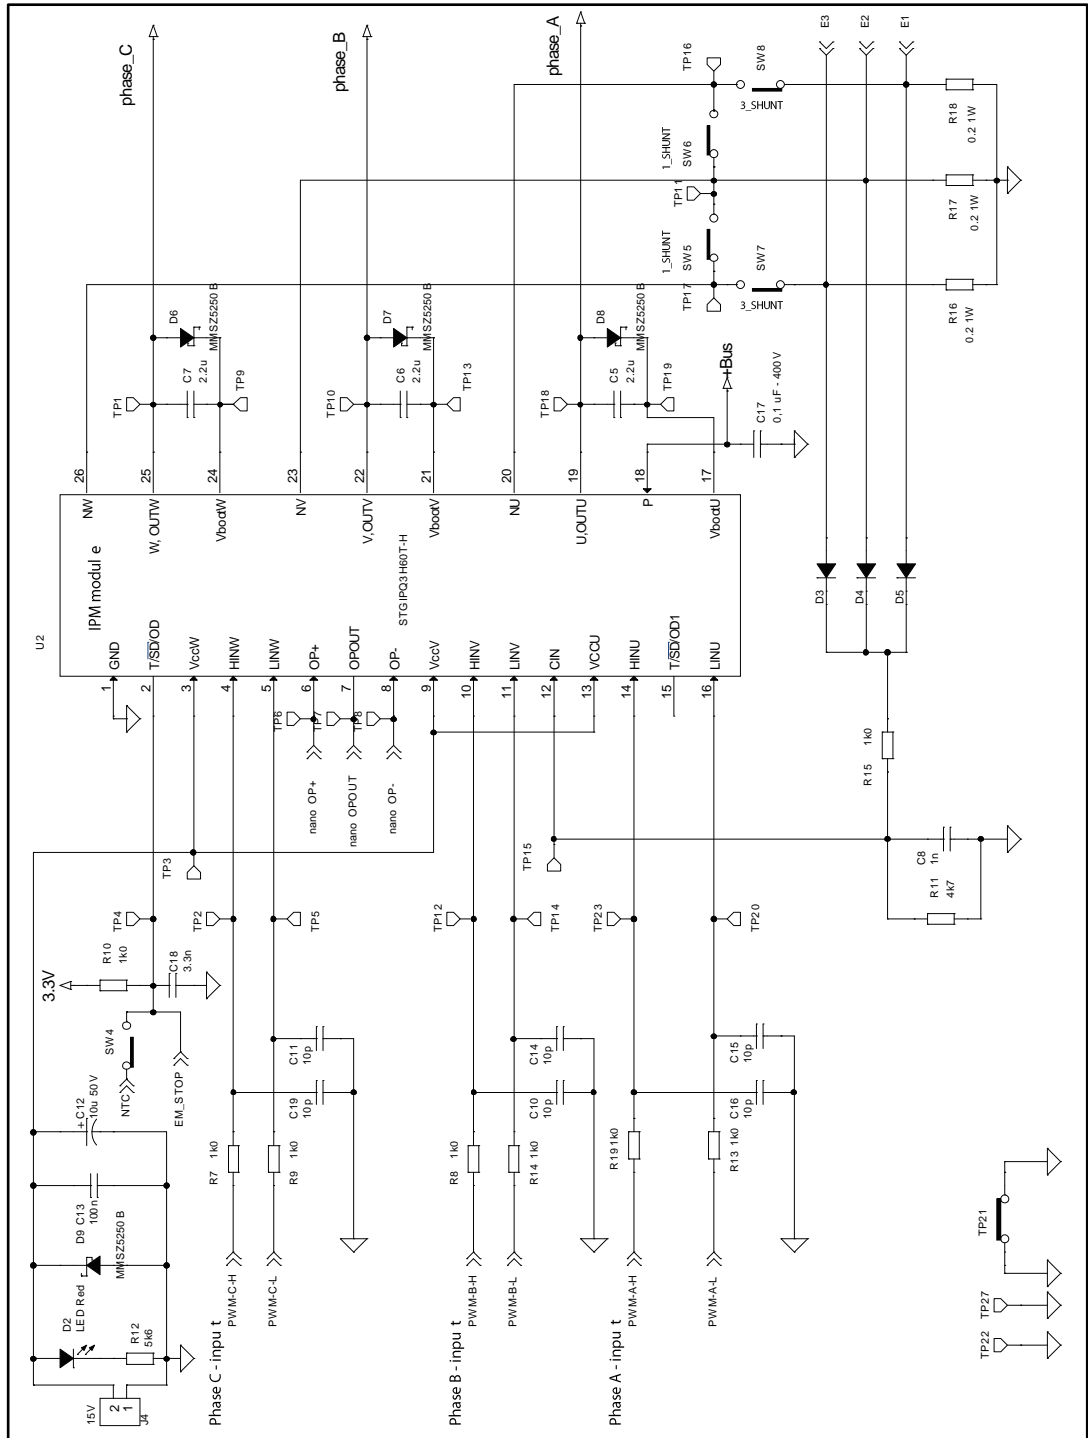 phase_C
phase_B
phase_A
TP16
SW8
3_SHUNT
E3
E2
E1
R18
0.2 1W
1_SHUNT
SW6
TP11
R17
0.2 1W
1_SHUNT
SW5
TP17
SW7
3_SHUNT
R16
0.2 1W
D6
MMSZ5250B
C7
2.2u
TP1
TP9
D7
MMSZ5250B
C6
2.2u
TP10
TP13
D8
MMSZ5250B
C5
2.2u
TP18
TP19
+Bus
C17
0,1 uF - 400V
26
25
24
23
22
21
20
19
18
17
NW
W,OUTW
VbootW
NV
V,OUTV
VbootV
NU
U,OUTU
P
VbootU
U2
IPM module
STGIPQ3H60T-H
GND
T/SD/OD
VccW
HINW
LINW
OP+
OPOUT
OP-
VccV
HINV
LINV
CIN
VCCU
HINU
T/SD/OD1
LINU
1
2
3
4
5
6
7
8
9
10
11
12
13
14
15
16
D3
D4
D5
TP6
TP7
TP8
nano OP+
nano OPOUT
nano OP-
R15
1k0
TP3
TP15
C8
1n
R11
4k7
TP4
TP2
TP5
TP12
TP14
TP23
TP20
3.3V
R10
1k0
C18
3.3n
SW4
NTC
EM_STOP
C11
10p
C19
10p
C14
10p
C10
10p
C15
10p
C16
10p
+C12
10u 50V
C13
100n
D9
MMSZ5250B
D2
LED Red
R12
5k6
15V
2
1
J4
R7 1k0
R9 1k0
R8 1k0
R14 1k0
R19 1k0
R13 1k0
Phase C - input
PWM-C-H
PWM-C-L
Phase B - input
PWM-B-H
PWM-B-L
Phase A - input
PWM-A-H
PWM-A-L
TP21
TP27
TP22